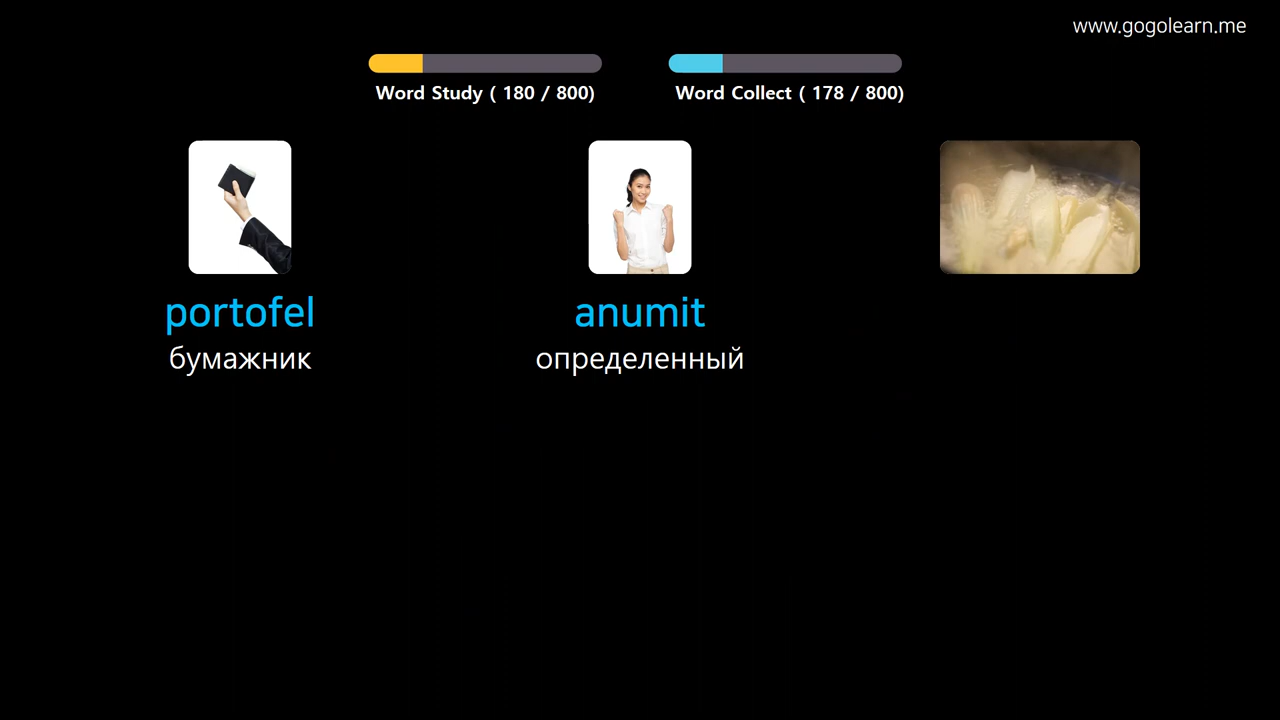 www.gogolearn.me
Word Study ( 180 / 800)
Word Collect ( 178 / 800)
portofel
бумажник
anumit
определенный